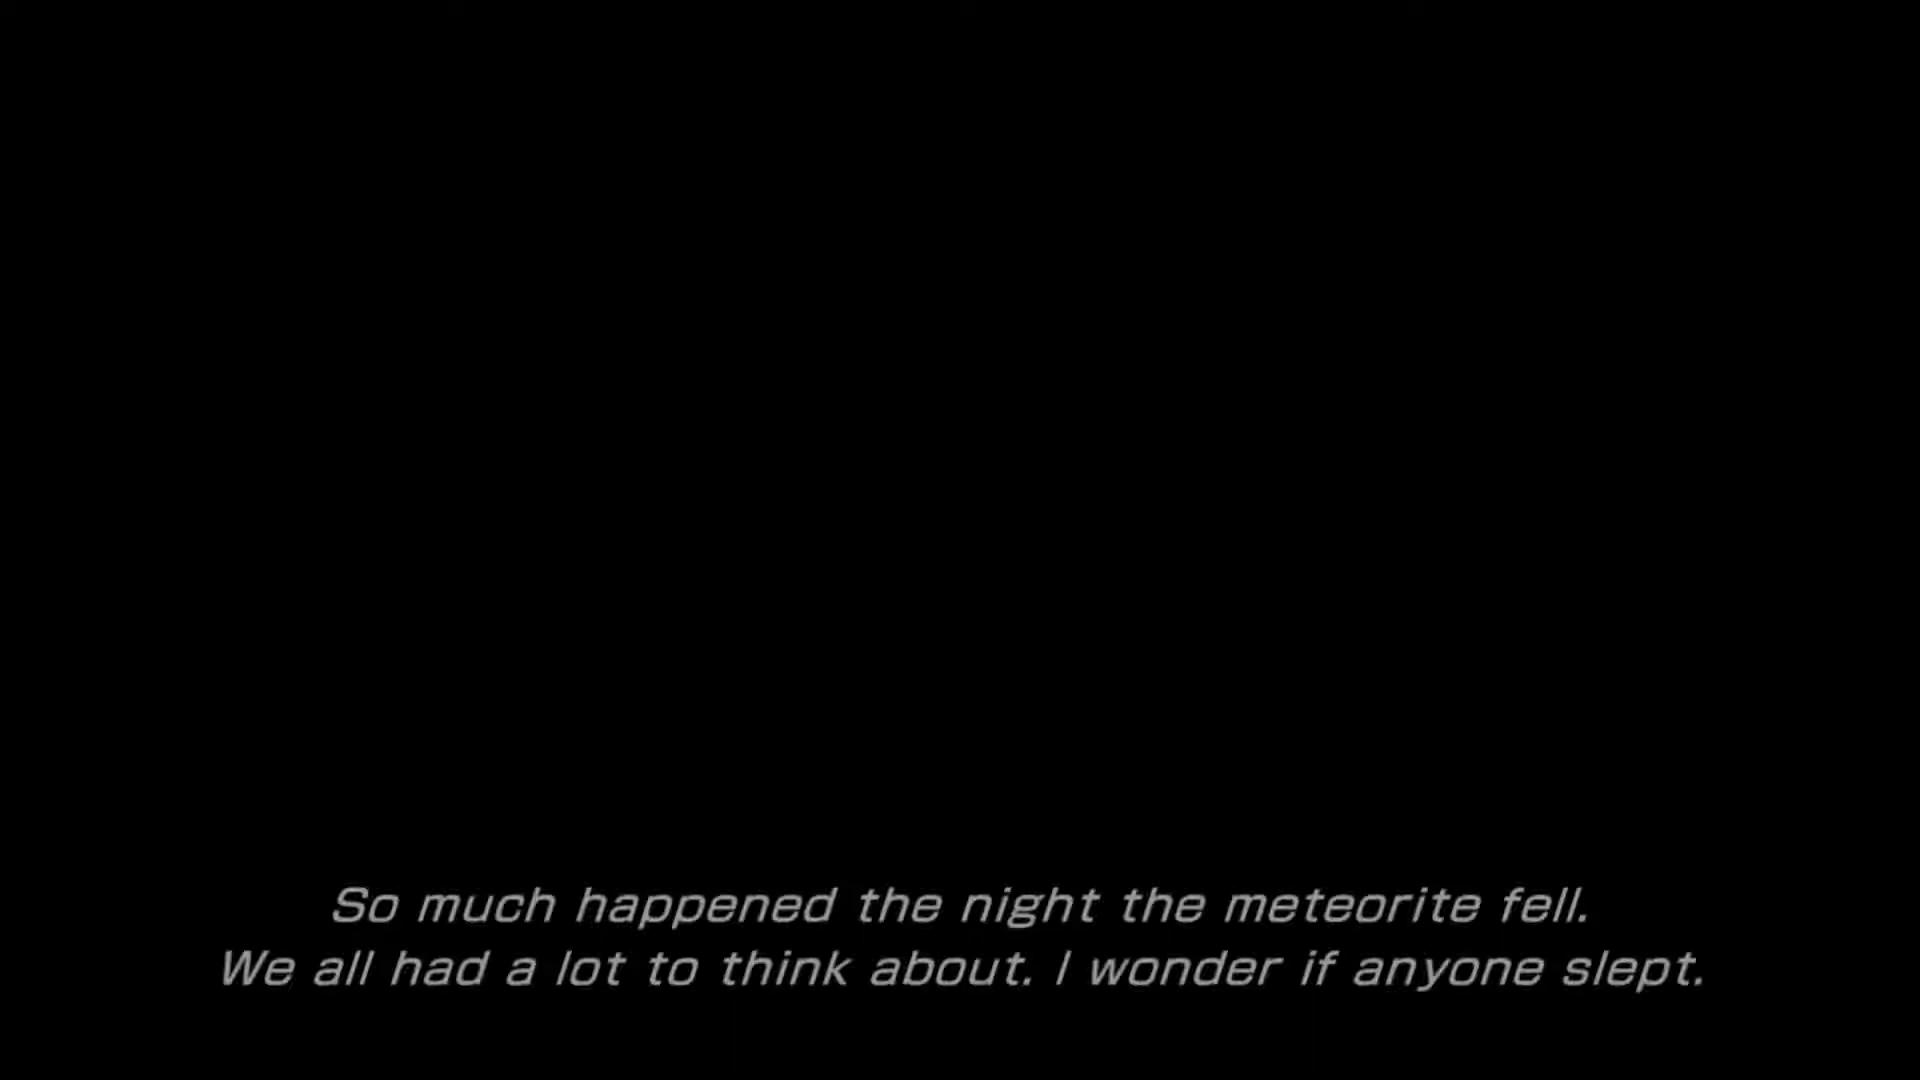 So much happened the night the meteorite fell.
We all had a lot to think about. I wonder if anyone slept.